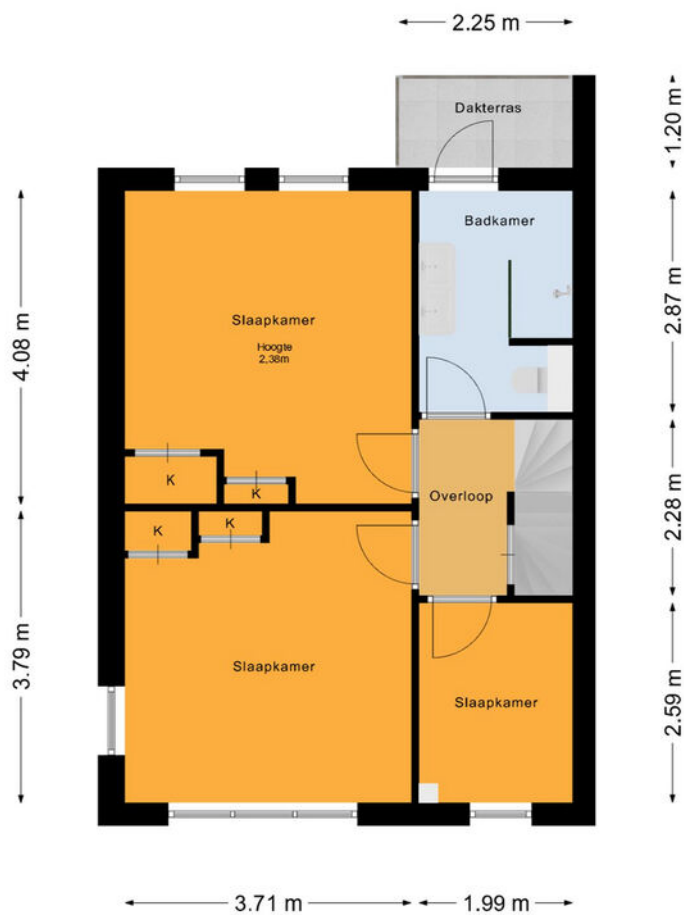 2.25 m
Dakterras
1.20 m
Badkamer
4.08 m
2.87 m
Slaapkamer
Hoogte
2,38m
K
K
Overloop
2.28 m
K
K
Slaapkamer
3.79 m
Slaapkamer
2.59 m
3.71 m
1.99 m